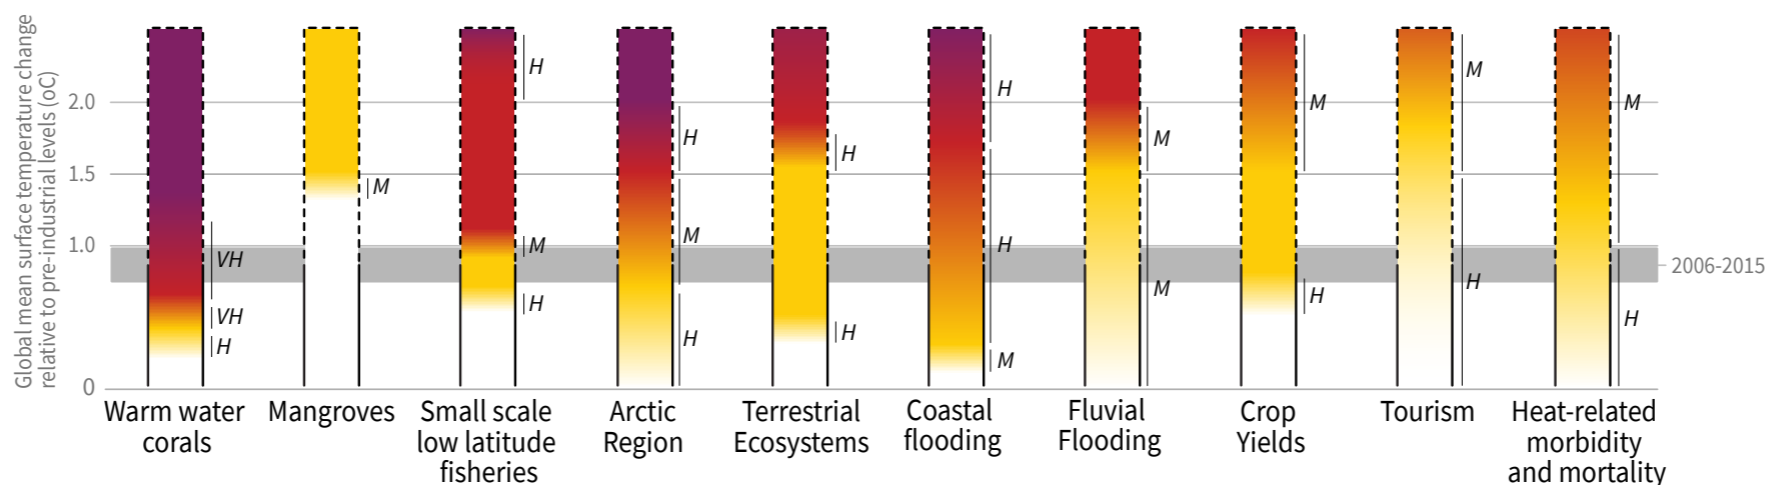 Global mean surface temperature change
relative to pre-industrial levels (oC)
2.0
1.5
1.0
0
H
M
H
H
M
H
H
M
M
M
VH
H
M
H
2006-2015
VH
H
H
M
H
H
H
M
M
H
H
H
Warm water
corals
Mangroves
Small scale
low latitude
fisheries
Arctic
Region
Terrestrial
Ecosystems
Coastal
flooding
Fluvial
Flooding
Crop
Yields
Tourism
Heat-related
morbidity
and mortality